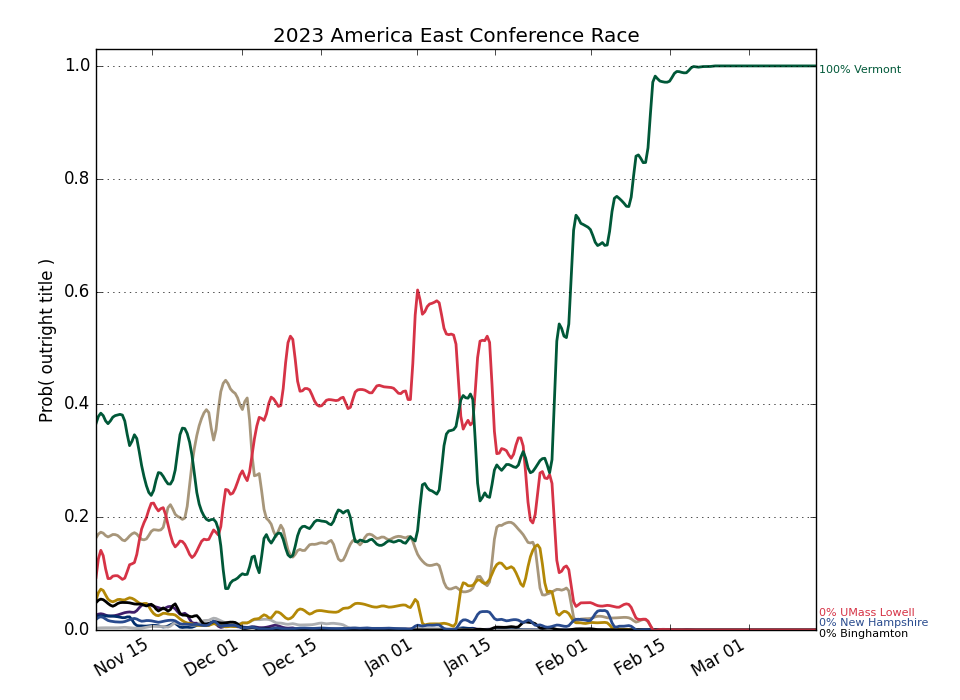 2023 America East Conference Race
Prob( outright title )
1.0
0.8
0.6
0.4
0.2
0.0
100% Vermont
0% UMass Lowell
0% New Hampshire
0% Binghamton
Nov 15
Dec 01
Dec 15
Jan 01
Jan 15
Feb 01
Feb 15
Mar 01